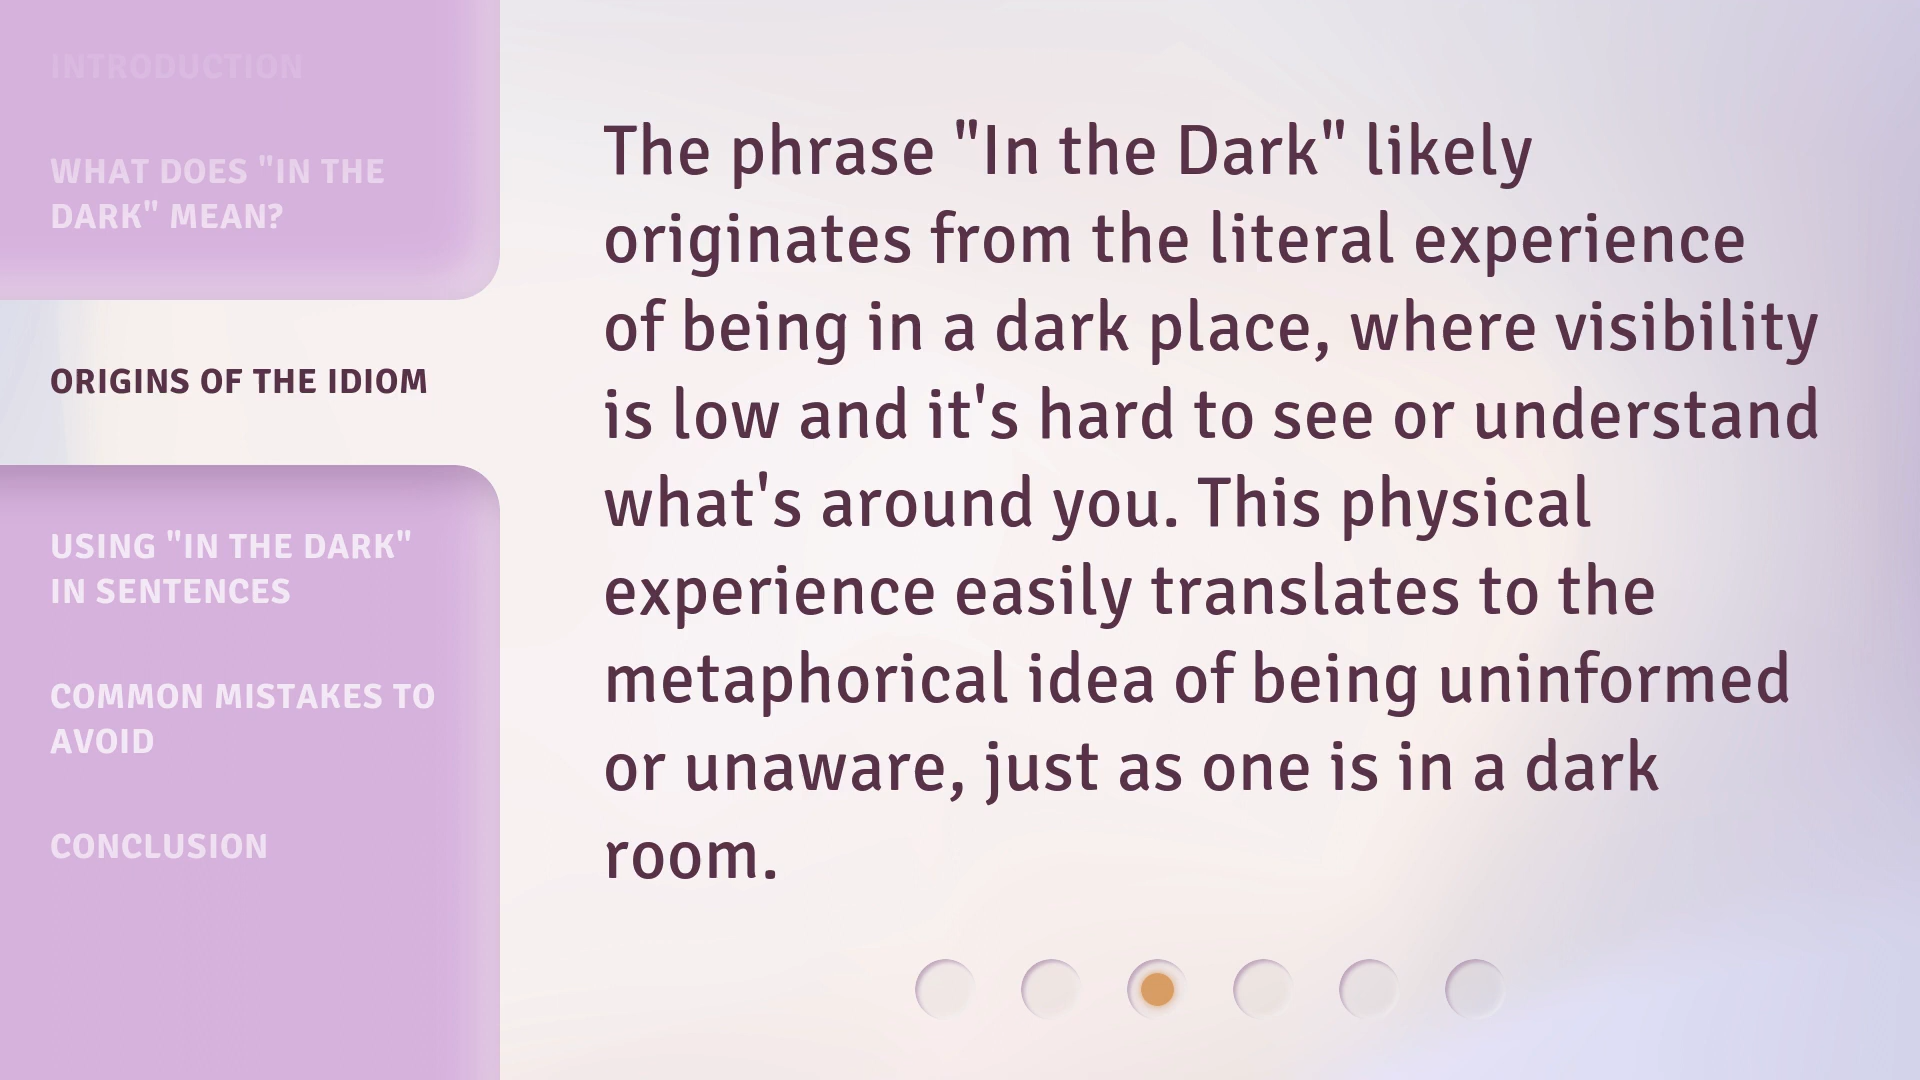 INTRODUCTION
WHAT DOES "IN THE
DARK" MEAN?
ORIGINS OF THE IDIOM
USING "IN THE DARK"
IN SENTENCES
COMMON MISTAKES TO
AVOID
CONCLUSION
The phrase "In the Dark" likely
originates from the literal experience
of being in a dark place, where visibility
is low and it's hard to see or understand
what's around you. This physical
experience easily translates to the
metaphorical idea of being uninformed
or unaware, just as one is in a dark
room.